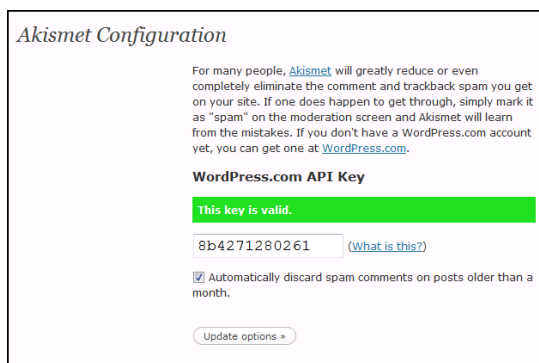 Akismet Configuration
For many people, Akismet will greatly reduce or even
completely eliminate the comment and trackback spam you get
on your site. If one does happen to get through, simply mark it
as "spam" on the moderation screen and Akismet will learn
from the mistakes. If you don't have a WordPress.com account
yet, you can get one at WordPress.com.
WordPress.com API Key
This key is valid.
8b4271280261 (What is this?)
Automatically discard spam comments on posts older than a
month.
Update options »